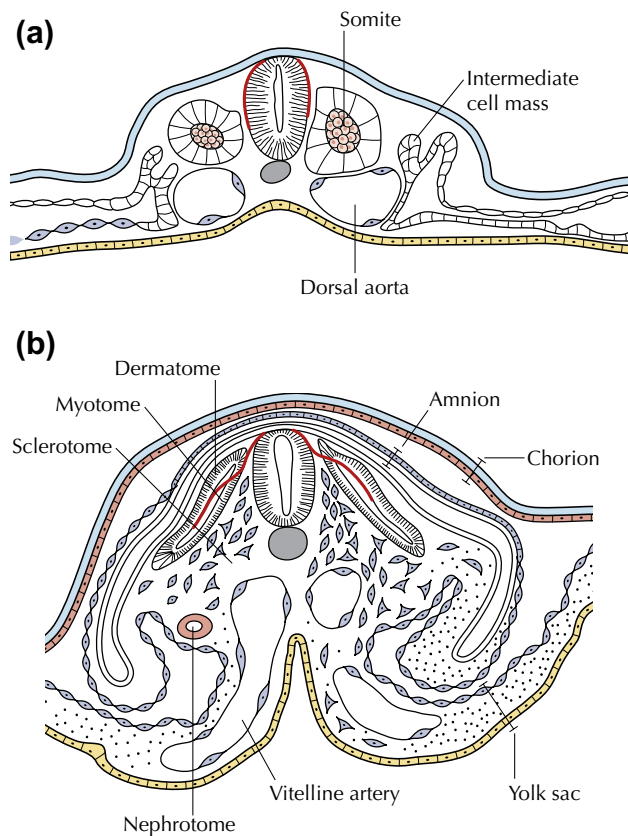 (a)
Somite
Intermediate
cell mass
Dorsal aorta
(b)
Dermatome
Myotome
Amnion
Sclerotome
Chorion
Vitelline artery
Yolk sac
Nephrotome